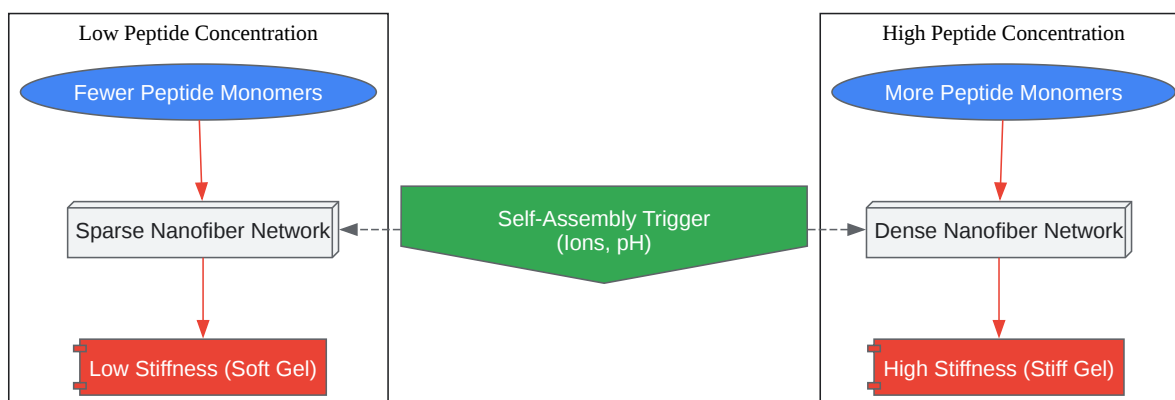 Low Peptide Concentration
Fewer Peptide Monomers
Sparse Nanofiber Network
Low Stiffness (Soft Gel)
Self-Assembly Trigger
(Ions, pH)
High Peptide Concentration
More Peptide Monomers
Dense Nanofiber Network
High Stiffness (Stiff Gel)